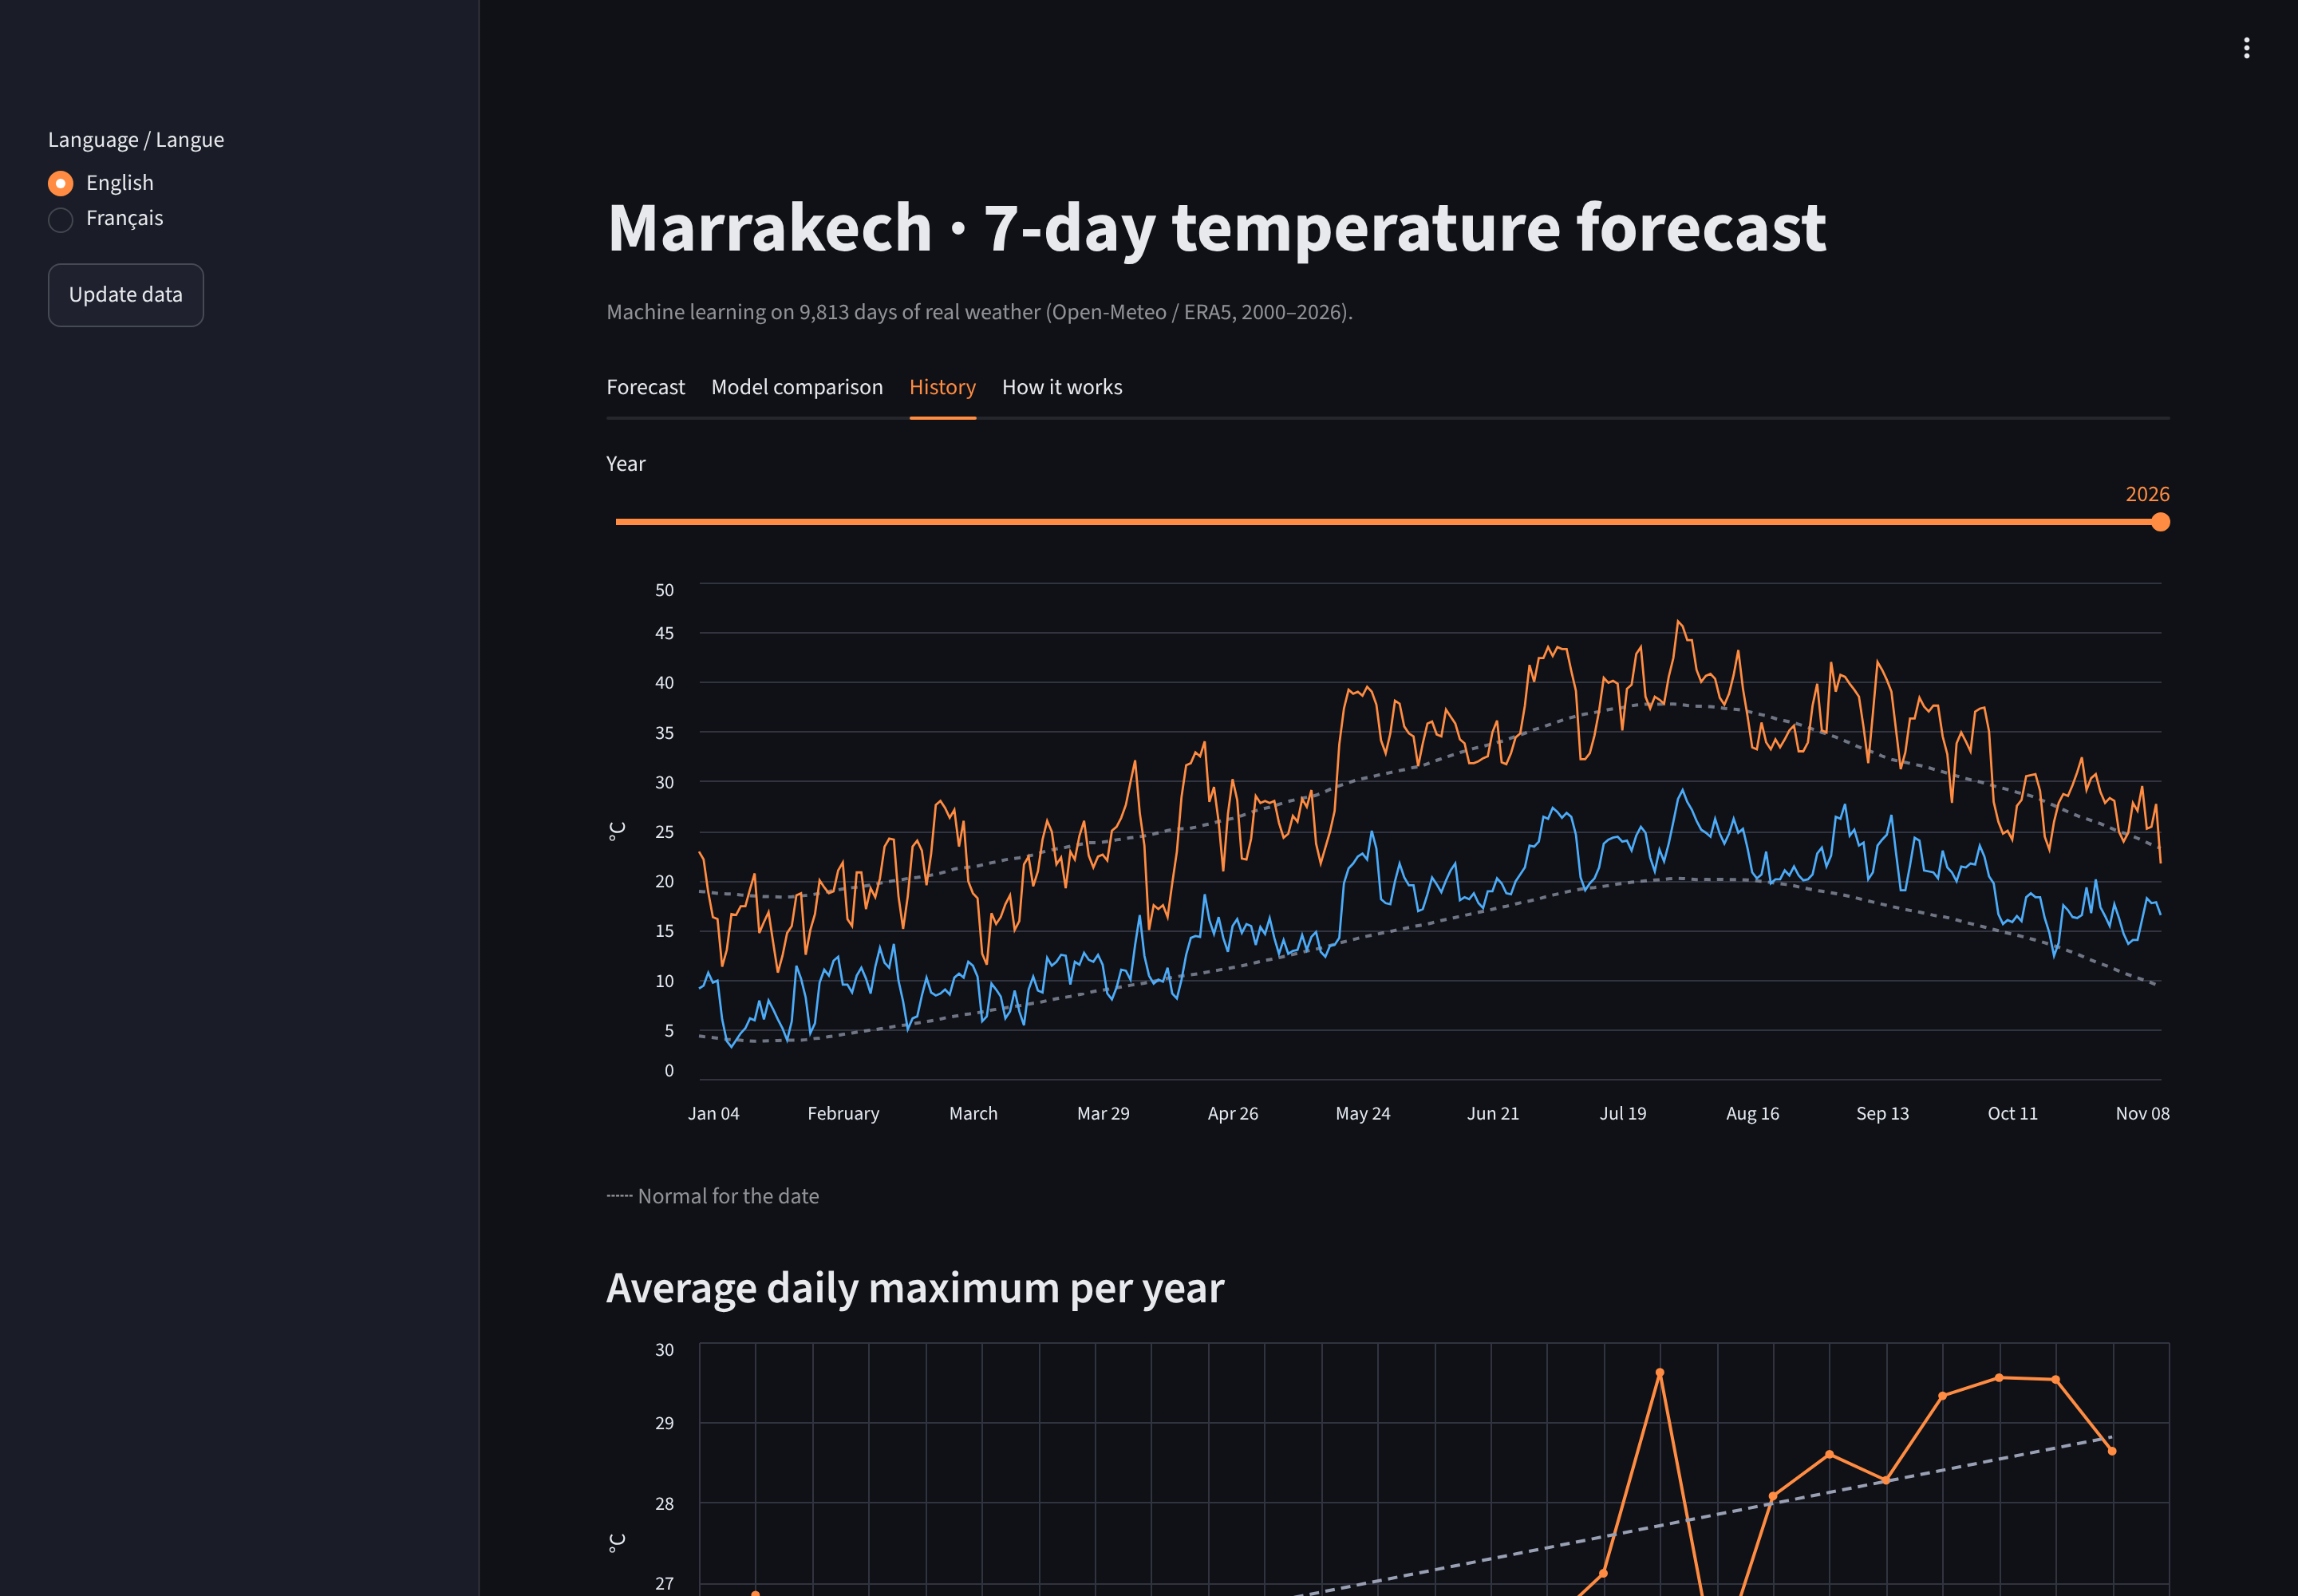 Language / Langue
English
Français
Update data
Marrakech · 7-day temperature forecast
Machine learning on 9,813 days of real weather (Open-Meteo / ERA5, 2000–2026).
Forecast Model comparison History How it works
Year
2026
50
45
40
35
30
25
20
15
10
5
0
°C
Jan 04 February March Mar 29 Apr 26 May 24 Jun 21 Jul 19 Aug 16 Sep 13 Oct 11 Nov 08
Normal for the date
Average daily maximum per year
30
29
28
27
°C